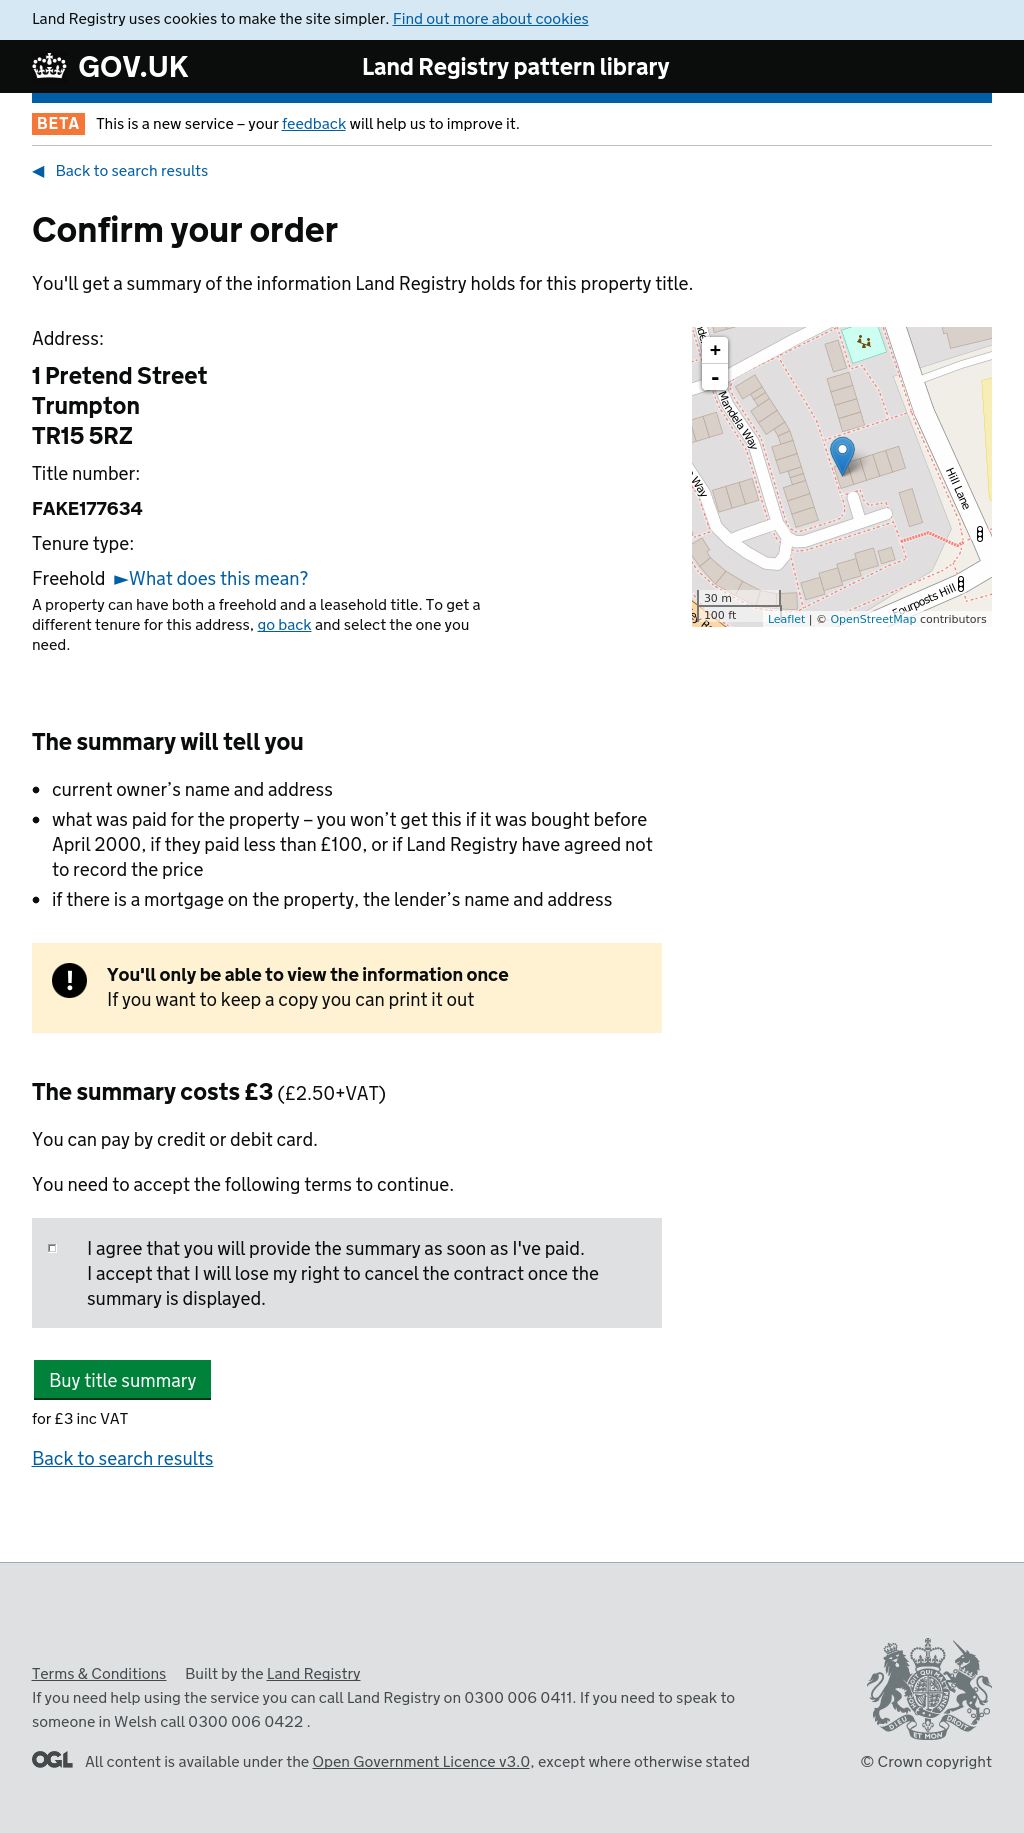 Land Registry uses cookies to make the site simpler. Find out more about cookies
GOV.UK
Land Registry pattern library
BETA This is a new service – your feedback will help us to improve it.
◀ Back to search results
Confirm your order
You'll get a summary of the information Land Registry holds for this property title.
Address:
1 Pretend Street
Trumpton
TR15 5RZ
Title number:
FAKE177634
Tenure type:
Freehold ►What does this mean?
A property can have both a freehold and a leasehold title. To get a
different tenure for this address, go back and select the one you
need.
+
-
Mandela Way
Way
Hill Lane
Fourposts Hill
30 m
100 ft
Leaflet | © OpenStreetMap contributors
The summary will tell you
• current owner’s name and address
• what was paid for the property – you won’t get this if it was bought before
April 2000, if they paid less than £100, or if Land Registry have agreed not
to record the price
• if there is a mortgage on the property, the lender’s name and address
! You'll only be able to view the information once
If you want to keep a copy you can print it out
The summary costs £3 (£2.50+VAT)
You can pay by credit or debit card.
You need to accept the following terms to continue.
I agree that you will provide the summary as soon as I've paid.
I accept that I will lose my right to cancel the contract once the
summary is displayed.
Buy title summary
for £3 inc VAT
Back to search results
Terms & Conditions Built by the Land Registry
If you need help using the service you can call Land Registry on 0300 006 0411. If you need to speak to
someone in Welsh call 0300 006 0422 .
OGL All content is available under the Open Government Licence v3.0, except where otherwise stated
DIEU ET MON DROIT
© Crown copyright